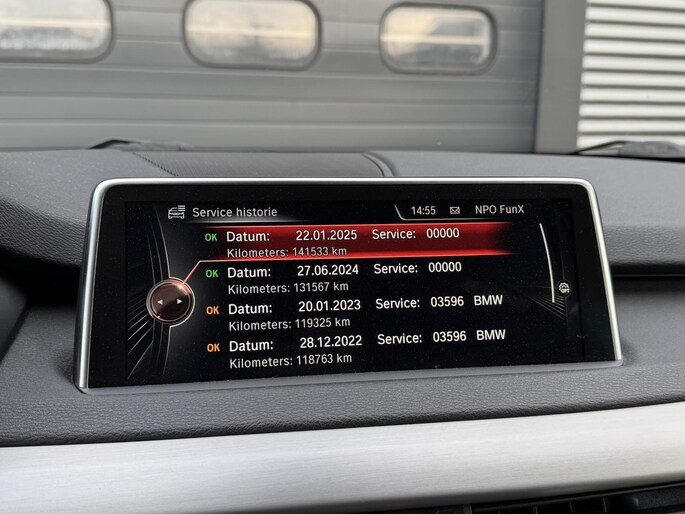 Service historie 14:55 NPO FunX
OK Datum: 22.01.2025 Service: 00000
Kilometers: 141533 km
OK Datum: 27.06.2024 Service: 00000
Kilometers: 131567 km
OK Datum: 20.01.2023 Service: 03596 BMW
Kilometers: 119325 km
OK Datum: 28.12.2022 Service: 03596 BMW
Kilometers: 118763 km